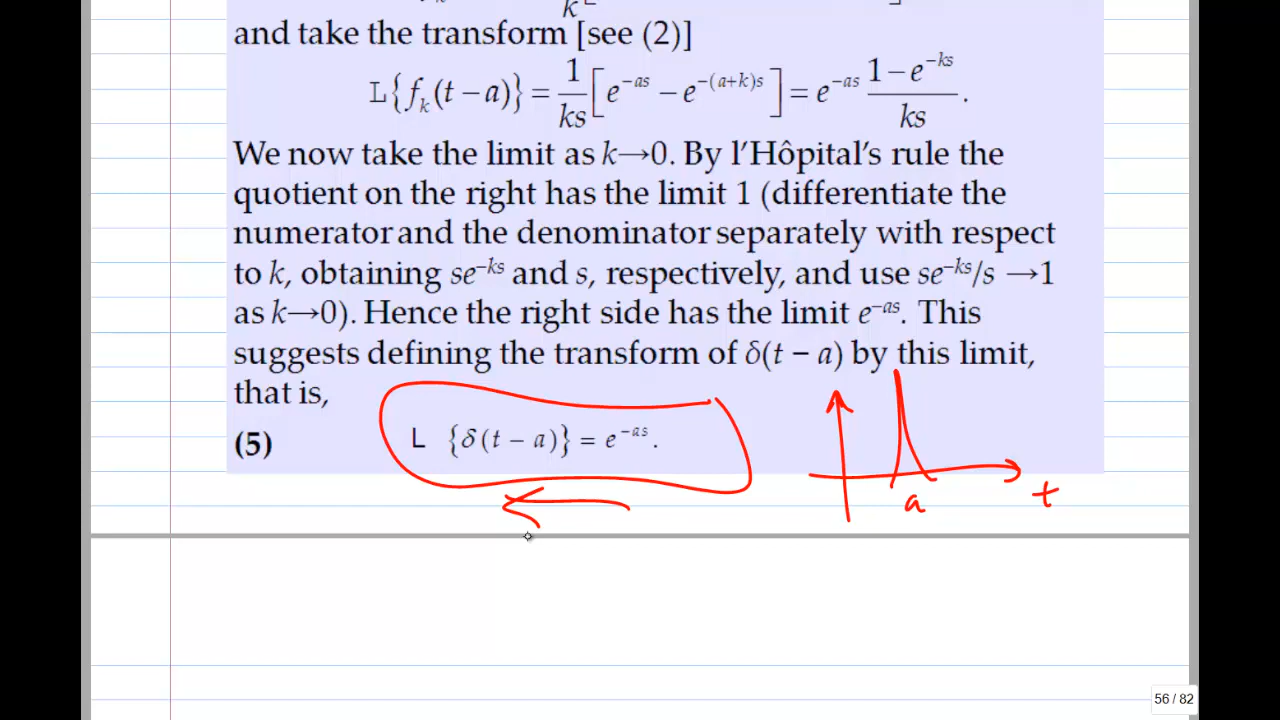 k
and take the transform [see (2)]
L{fₖ(t − a)} = 1/ks [e^{−as} − e^{−(a+k)s}] = e^{−as} (1 − e^{−ks})/ks .
We now take the limit as k→0. By l'Hôpital's rule the
quotient on the right has the limit 1 (differentiate the
numerator and the denominator separately with respect
to k, obtaining se^{−ks} and s, respectively, and use se^{−ks}/s →1
as k→0). Hence the right side has the limit e^{−as}. This
suggests defining the transform of δ(t − a) by this limit,
that is,
(5) L {δ(t − a)} = e^{−as}.
a t
56 / 82